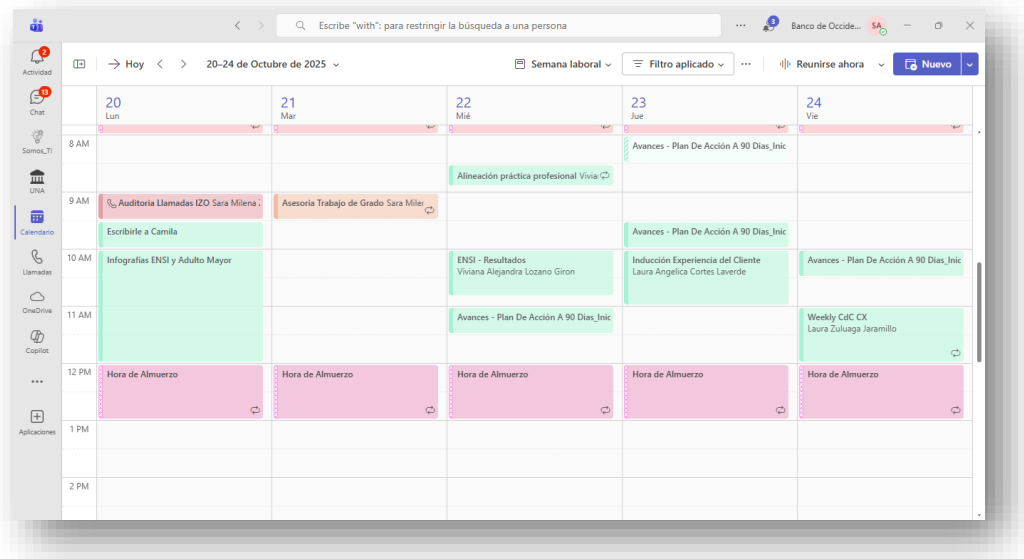 Escribe "with": para restringir la búsqueda a una persona
3
Banco de Occide...
SA
2
Actividad
13
Chat
Somos_TI
UNA
Calendario
Llamadas
OneDrive
Copilot
Aplicaciones
Hoy
20–24 de Octubre de 2025
Semana laboral
Filtro aplicado
Reunirse ahora
Nuevo
20
Lun
21
Mar
22
Mié
23
Jue
24
Vie
8 AM
Avances - Plan De Acción A 90 Dias_Inic
Alineación práctica profesional Vivia
9 AM
Auditoria Llamadas IZO Sara Milena
Asesoria Trabajo de Grado Sara Mile
Escribirle a Camila
Avances - Plan De Acción A 90 Dias_Inic
10 AM
Infografías ENSI y Adulto Mayor
ENSI - Resultados
Viviana Alejandra Lozano Giron
Inducción Experiencia del Cliente
Laura Angelica Cortes Laverde
Avances - Plan De Acción A 90 Dias_Inic
11 AM
Avances - Plan De Acción A 90 Dias_Inic
Weekly CdC CX
Laura Zuluaga Jaramillo
12 PM
Hora de Almuerzo
Hora de Almuerzo
Hora de Almuerzo
Hora de Almuerzo
Hora de Almuerzo
1 PM
2 PM